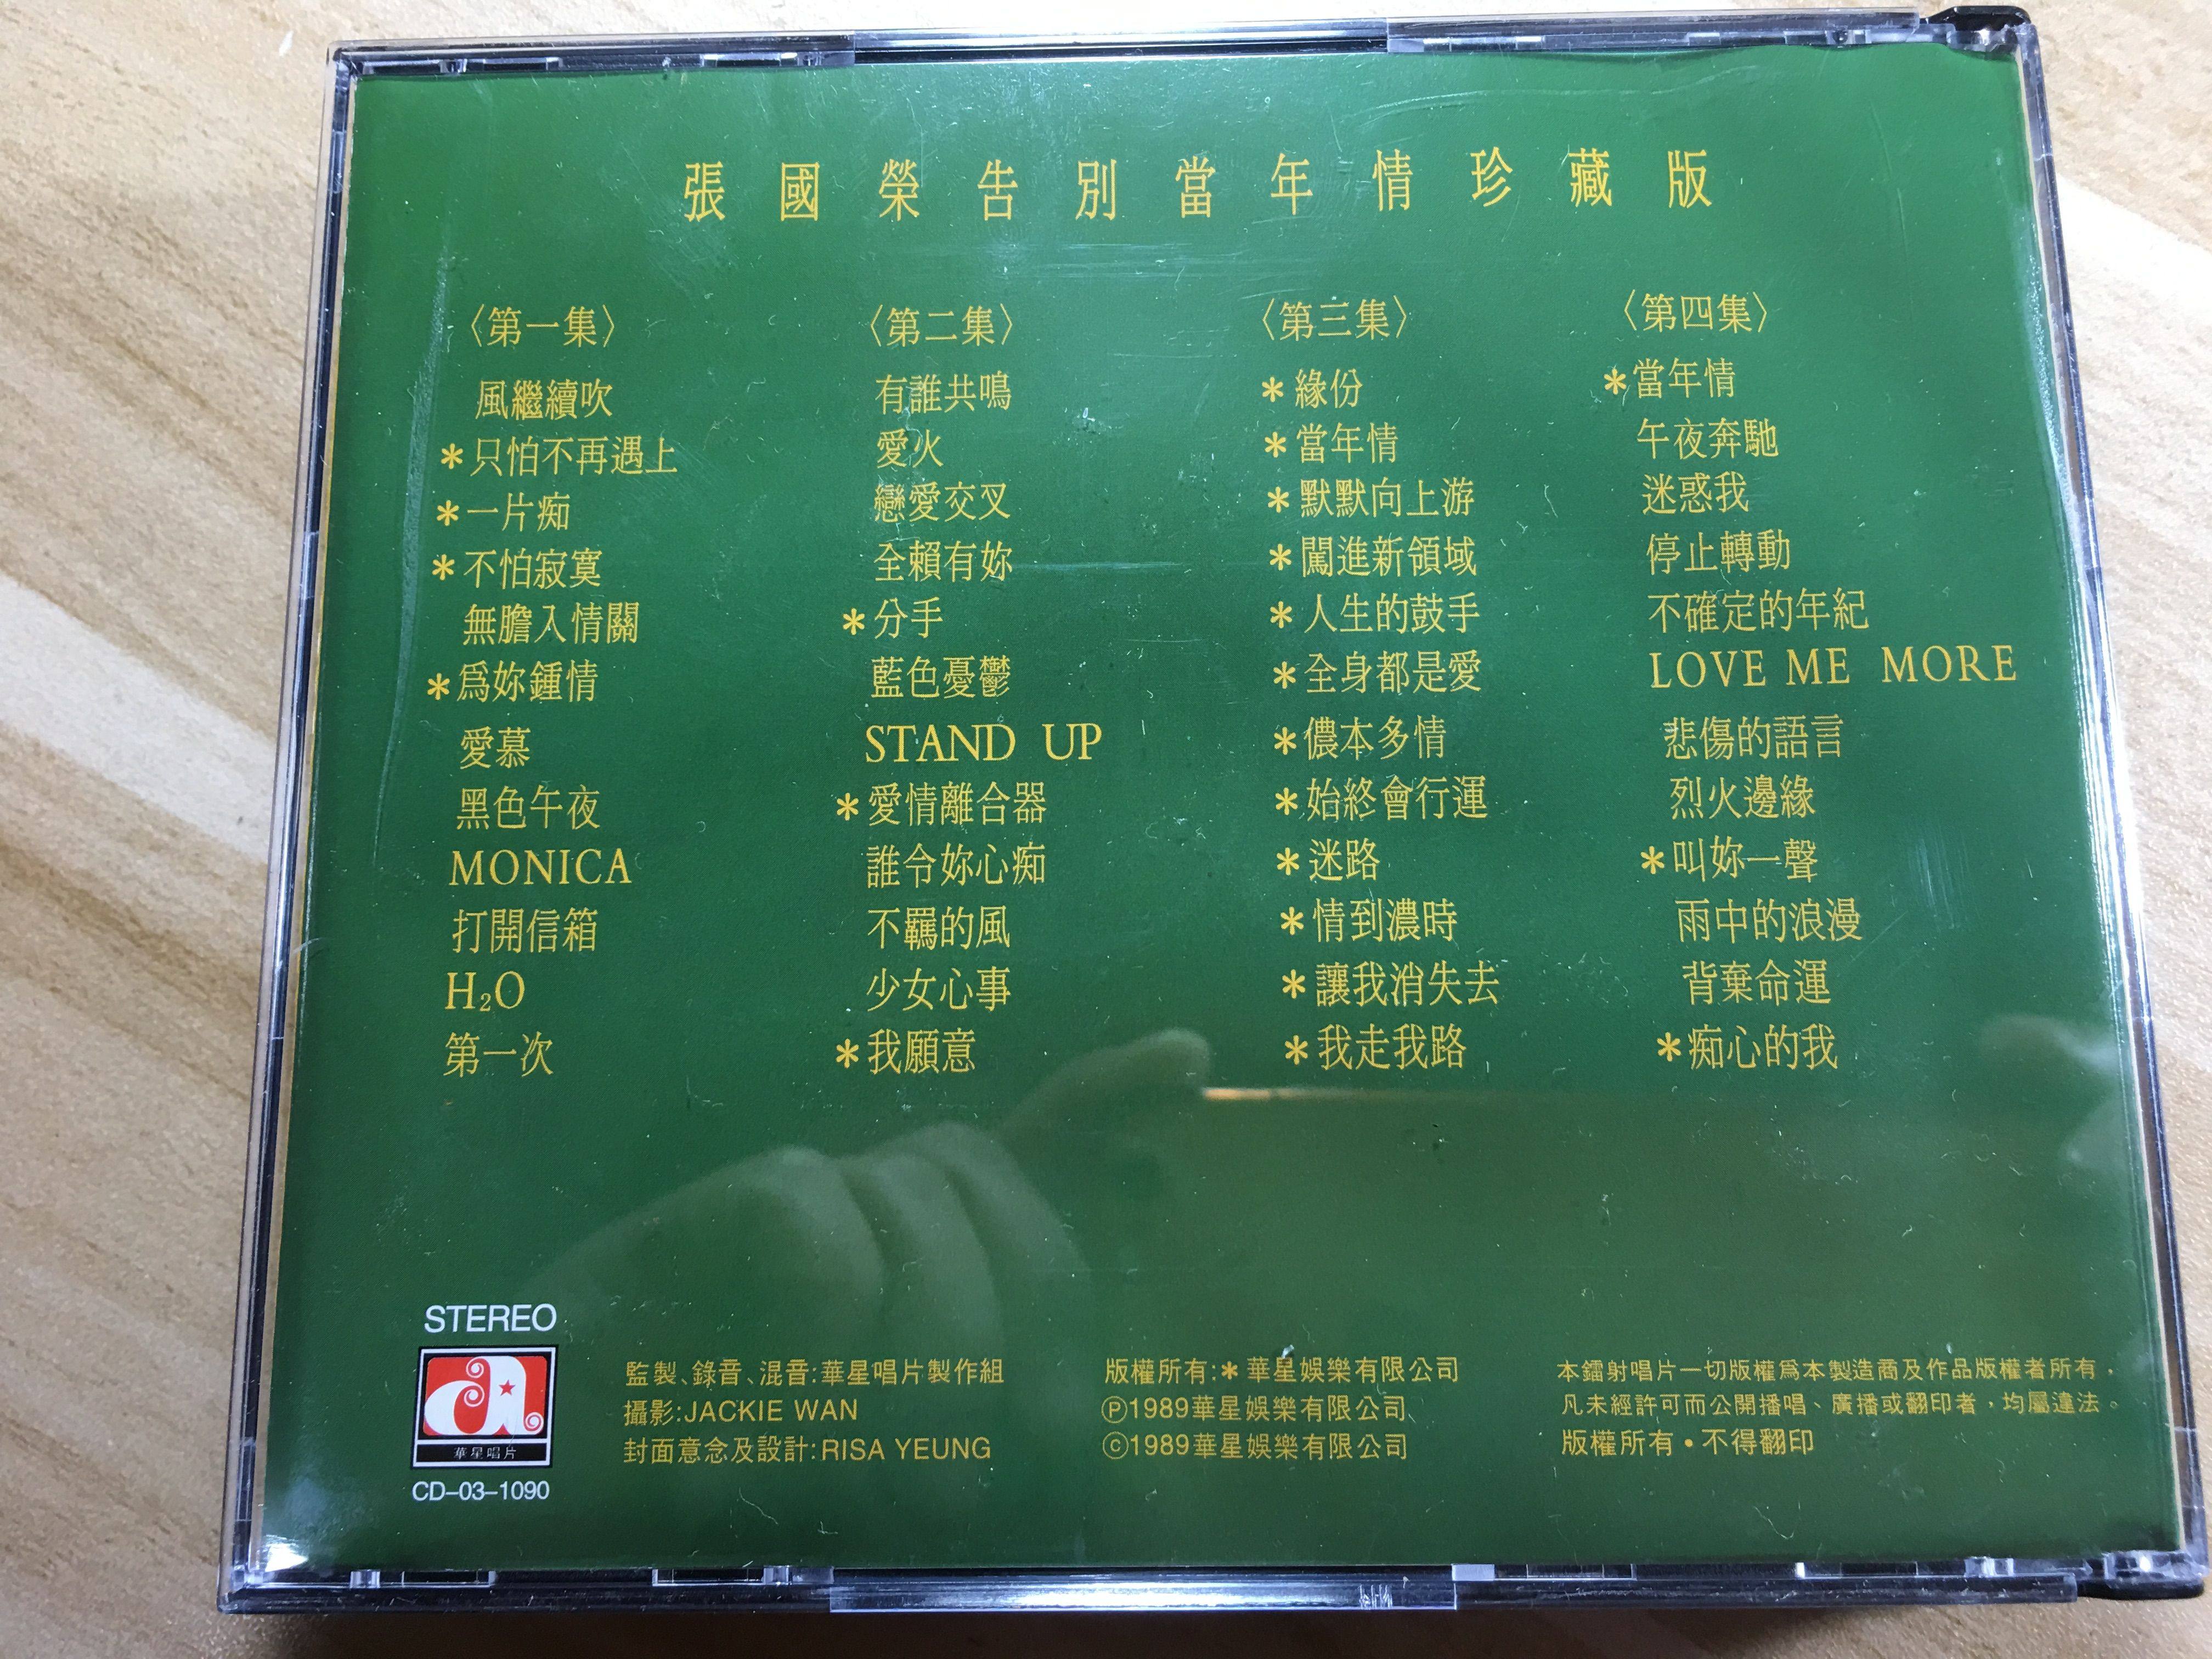 張國榮告別當年情珍藏版
〈第一集〉
風繼續吹
*只怕不再遇上
*一片痴
*不怕寂寞
無膽入情關
*爲妳鍾情
愛慕
黑色午夜
MONICA
打開信箱
H₂O
第一次
〈第二集〉
有誰共鳴
愛火
戀愛交叉
全賴有妳
*分手
藍色憂鬱
STAND UP
*愛情離合器
誰令妳心痴
不羈的風
少女心事
*我願意
〈第三集〉
*緣份
*當年情
*默默向上游
*闖進新領域
*人生的鼓手
*全身都是愛
*儂本多情
*始終會行運
*迷路
*情到濃時
*讓我消失去
*我走我路
〈第四集〉
*當年情
午夜奔馳
迷惑我
停止轉動
不確定的年紀
LOVE ME MORE
悲傷的語言
烈火邊緣
*叫妳一聲
雨中的浪漫
背棄命運
*痴心的我
STEREO
華星唱片
CD-03-1090
監製、錄音、混音:華星唱片製作組
攝影:JACKIE WAN
封面意念及設計:RISA YEUNG
版權所有:*華星娛樂有限公司
Ⓟ1989華星娛樂有限公司
ⓒ1989華星娛樂有限公司
本鐳射唱片一切版權爲本製造商及作品版權者所有，
凡未經許可而公開播唱、廣播或翻印者，均屬違法。
版權所有•不得翻印